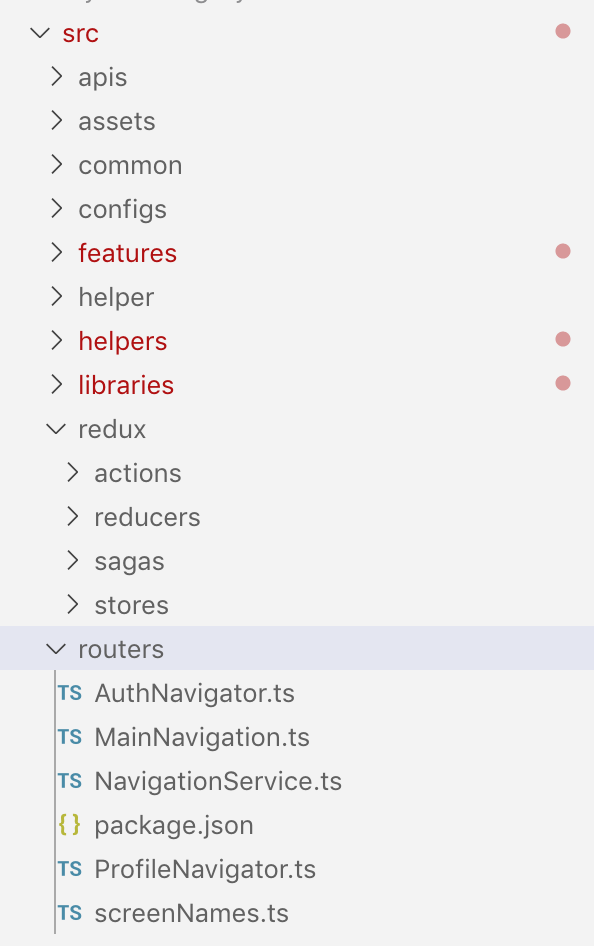 src
apis
assets
common
configs
features
helper
helpers
libraries
redux
actions
reducers
sagas
stores
routers
TS AuthNavigator.ts
TS MainNavigation.ts
TS NavigationService.ts
{} package.json
TS ProfileNavigator.ts
TS screenNames.ts